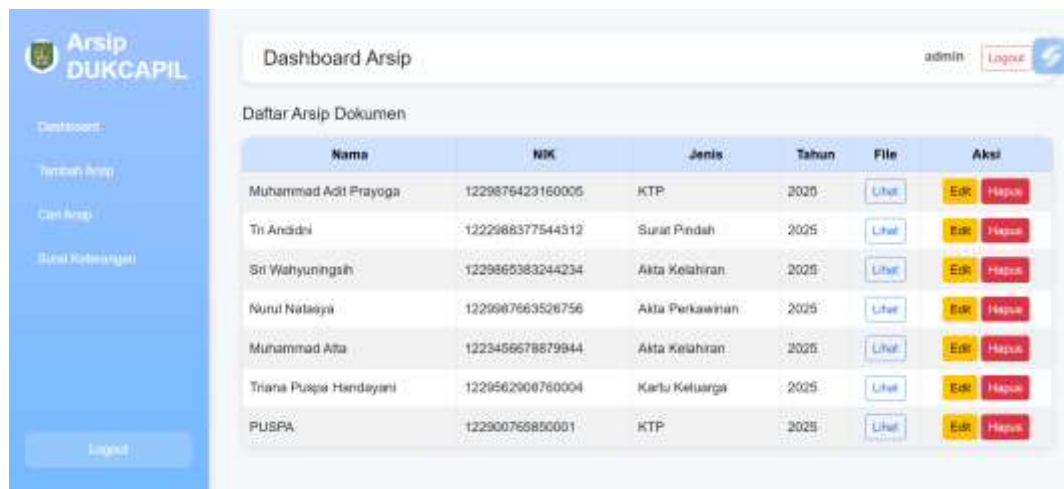 Arsip
DUKCAPIL
Dashboard
Tambah Arsip
Cari Arsip
Surat Keterangan
Logout
Dashboard Arsip
admin Logout
Daftar Arsip Dokumen
Nama NIK Jenis Tahun File Aksi
Muhammad Adit Prayoga 1229876423160005 KTP 2025 Lihat Edit Hapus
Tri Andidni 1222988377544312 Surat Pindah 2025 Lihat Edit Hapus
Sri Wahyuningsih 1229865383244234 Akta Kelahiran 2025 Lihat Edit Hapus
Nurul Natasya 1229987663526756 Akta Perkawinan 2025 Lihat Edit Hapus
Muhammad Atta 1223456678879944 Akta Kelahiran 2025 Lihat Edit Hapus
Triana Puspa Handayani 1229562908760004 Kartu Keluarga 2025 Lihat Edit Hapus
PUSPA 122900765850001 KTP 2025 Lihat Edit Hapus